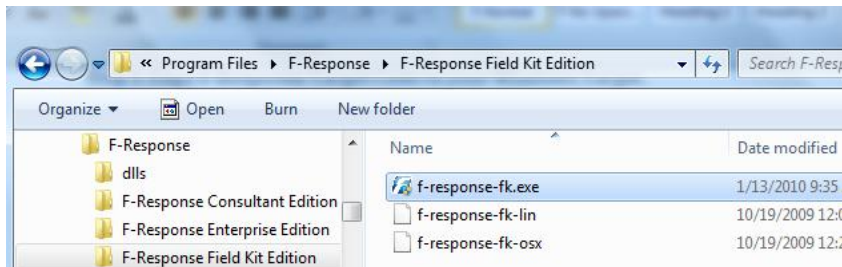 « Program Files ▸ F-Response ▸ F-Response Field Kit Edition Search F-Resp
Organize ▾ Open Burn New folder
F-Response
dlls
F-Response Consultant Edition
F-Response Enterprise Edition
F-Response Field Kit Edition
Name Date modified
f-response-fk.exe 1/13/2010 9:35
f-response-fk-lin 10/19/2009 12:0
f-response-fk-osx 10/19/2009 12:2